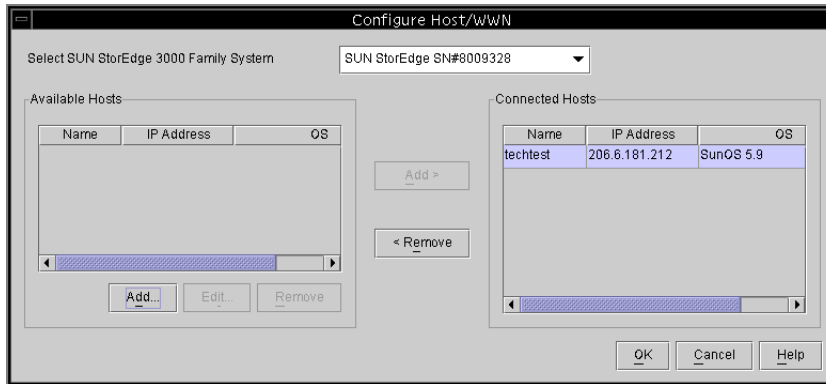 Configure Host/WWN
Select SUN StorEdge 3000 Family System
SUN StorEdge SN#8009328
Available Hosts
Name IP Address OS
Add...
Edit...
Remove
Add >
< Remove
Connected Hosts
Name IP Address OS
techtest 206.6.181.212 SunOS 5.9
OK
Cancel
Help